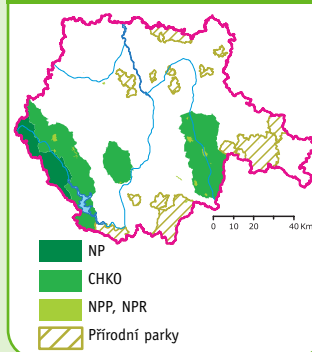 0 10 20 40 Km
NP
CHKO
NPP, NPR
Přírodní parky